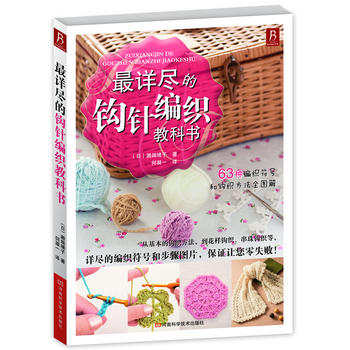 最详尽的钩针编织教科书
ZUIXIANGJIN DE
GOUZHEN BIANZHI JIAOKESHU
最详尽的
钩针编织
教科书
63种编织符号
和钩织方法全图解
从基本的钩织方法，到花样钩织、串珠钩织等，
详尽的编织符号和步骤图片，保证让您零失败！
河南科学技术出版社